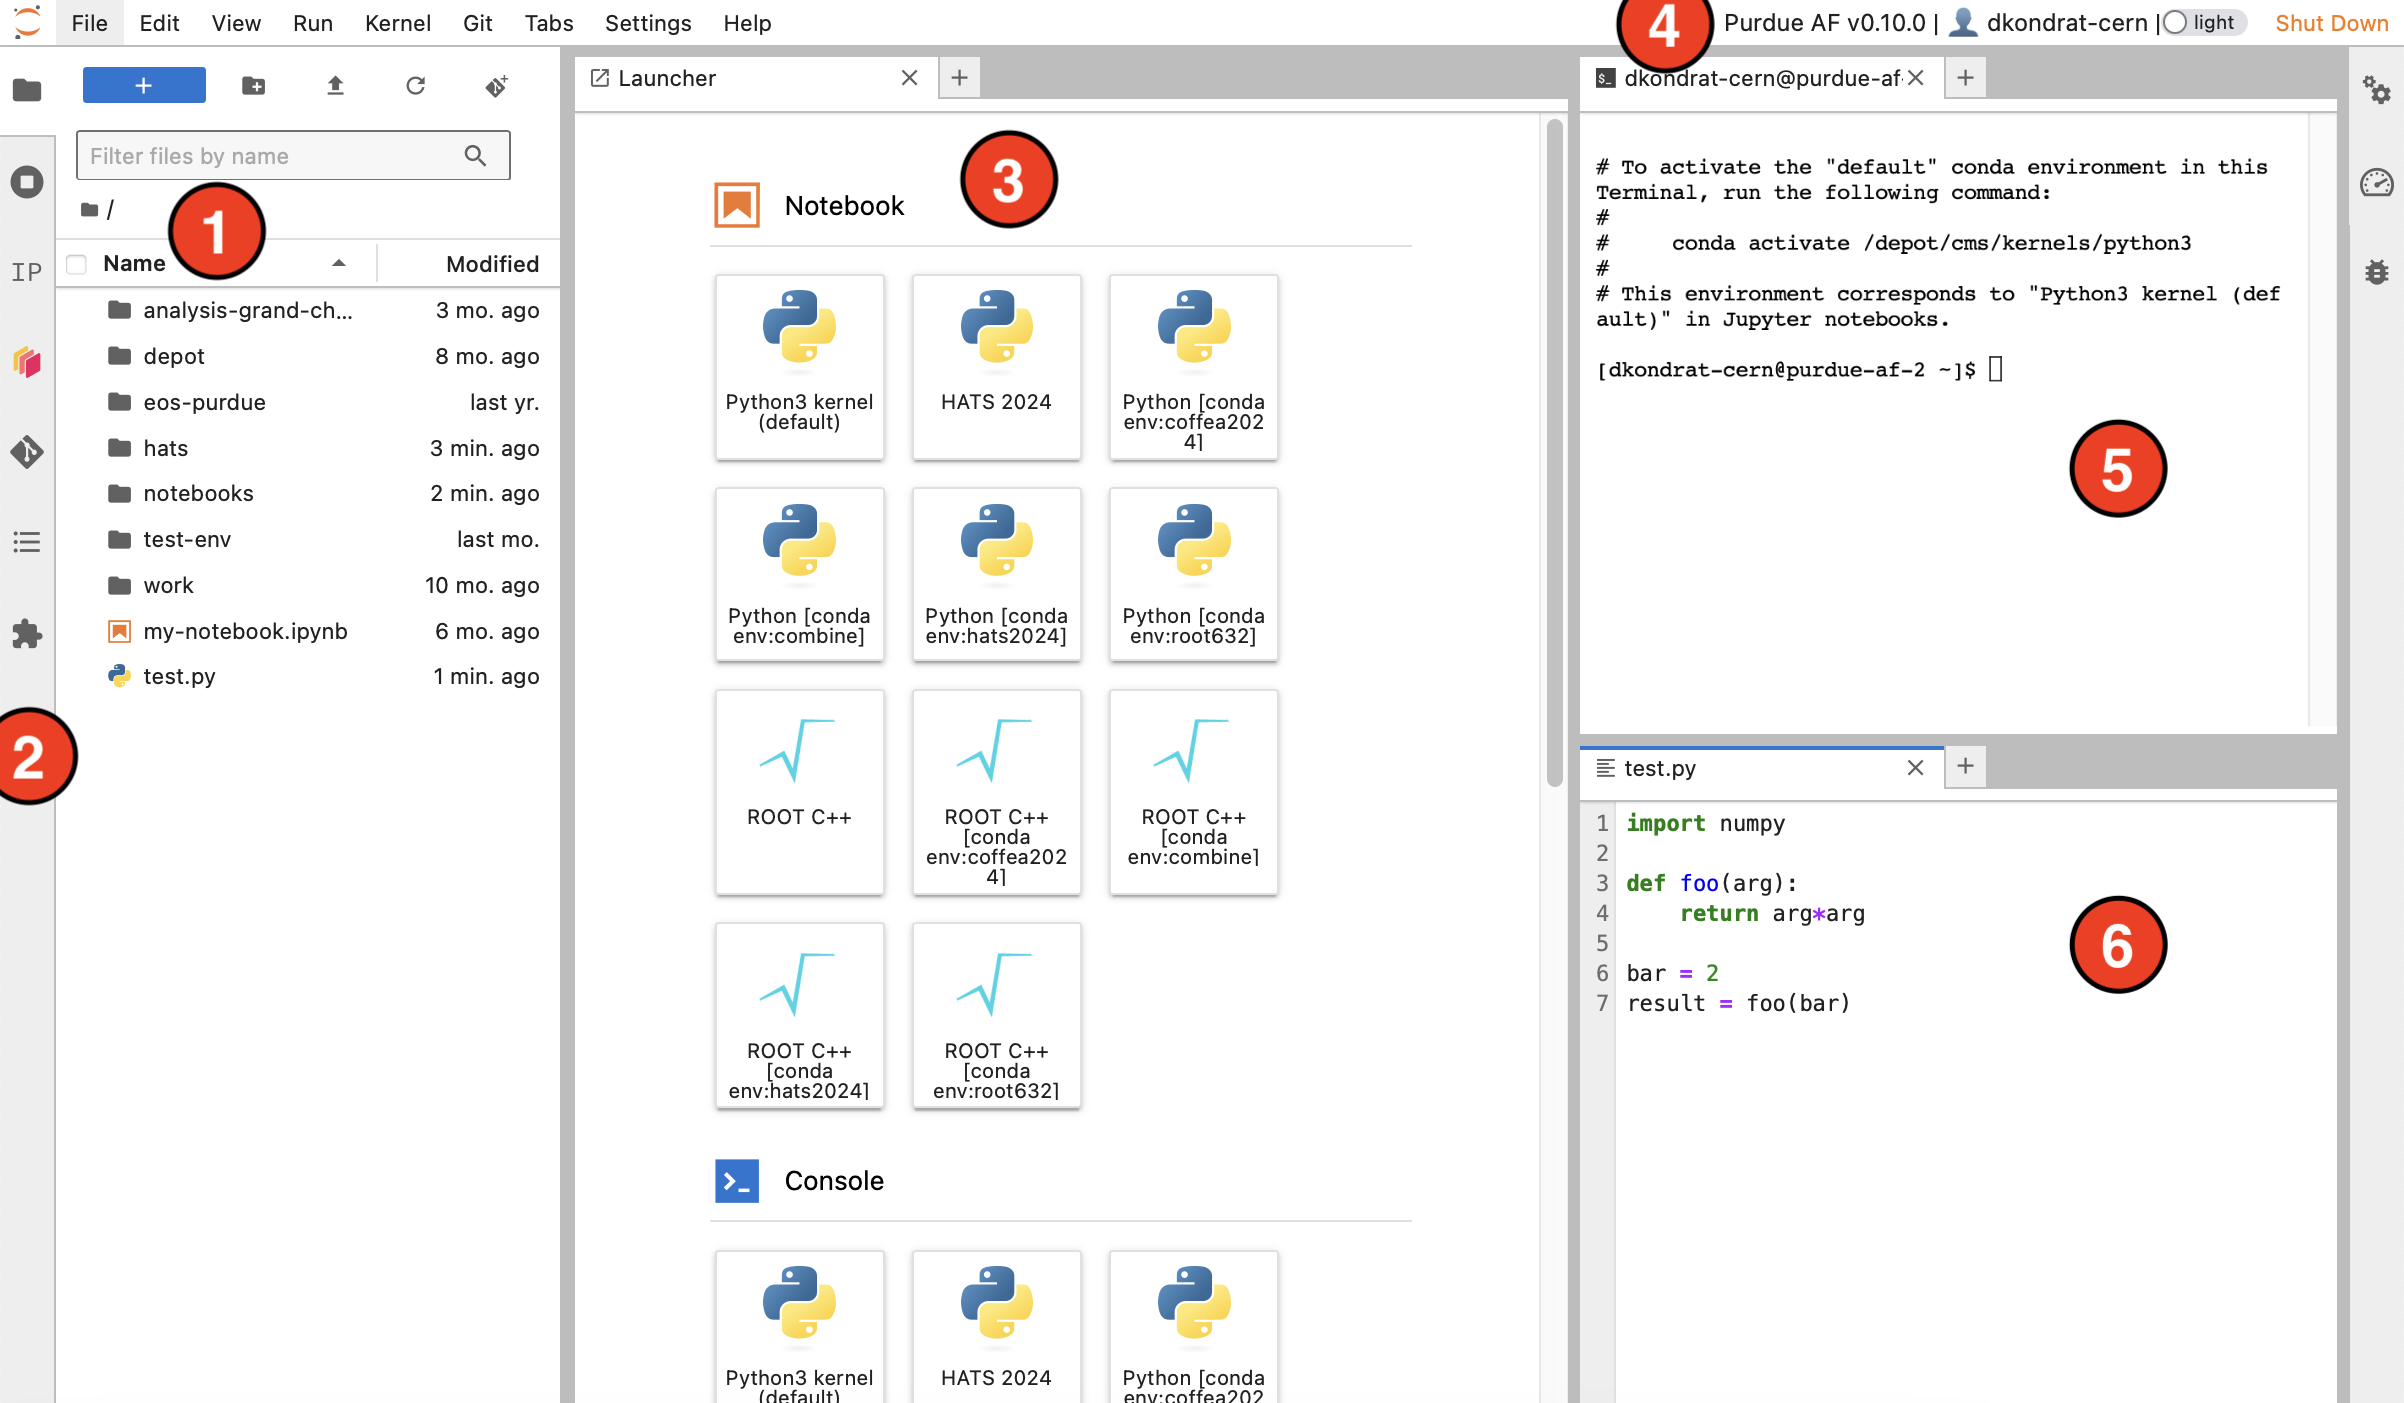 File Edit View Run Kernel Git Tabs Settings Help
4
Purdue AF v0.10.0 | dkondrat-cern | light Shut Down
+
Filter files by name
/
1
Name Modified
analysis-grand-ch... 3 mo. ago
depot 8 mo. ago
eos-purdue last yr.
hats 3 min. ago
notebooks 2 min. ago
test-env last mo.
work 10 mo. ago
my-notebook.ipynb 6 mo. ago
test.py 1 min. ago
IP
2
Launcher
3
Notebook
Python3 kernel
(default)
HATS 2024
Python [conda
env:coffea202
4]
Python [conda
env:combine]
Python [conda
env:hats2024]
Python [conda
env:root632]
ROOT C++
ROOT C++
[conda
env:coffea202
4]
ROOT C++
[conda
env:combine]
ROOT C++
[conda
env:hats2024]
ROOT C++
[conda
env:root632]
Console
Python3 kernel
(default)
HATS 2024
Python [conda
env:coffea202
$_ dkondrat-cern@purdue-af-
# To activate the "default" conda environment in this
Terminal, run the following command:
#
# conda activate /depot/cms/kernels/python3
#
# This environment corresponds to "Python3 kernel (def
ault)" in Jupyter notebooks.
[dkondrat-cern@purdue-af-2 ~]$
5
test.py
1 import numpy
2
3 def foo(arg):
4 return arg*arg
5
6 bar = 2
7 result = foo(bar)
6